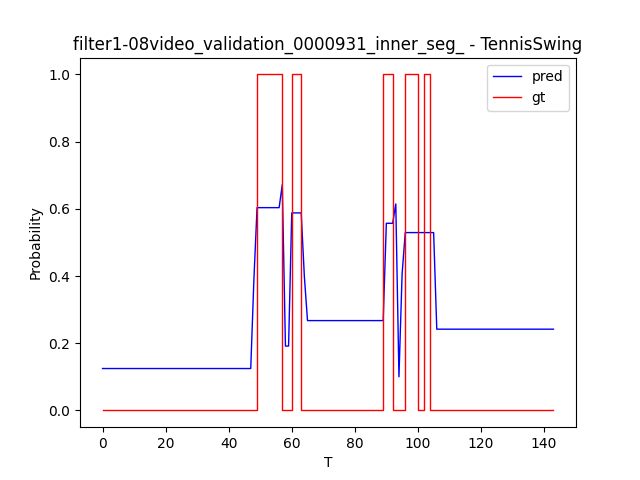 filter1-08video_validation_0000931_inner_seg_ - TennisSwing
pred
gt
1.0
0.8
0.6
0.4
0.2
0.0
Probability
0 20 40 60 80 100 120 140
T